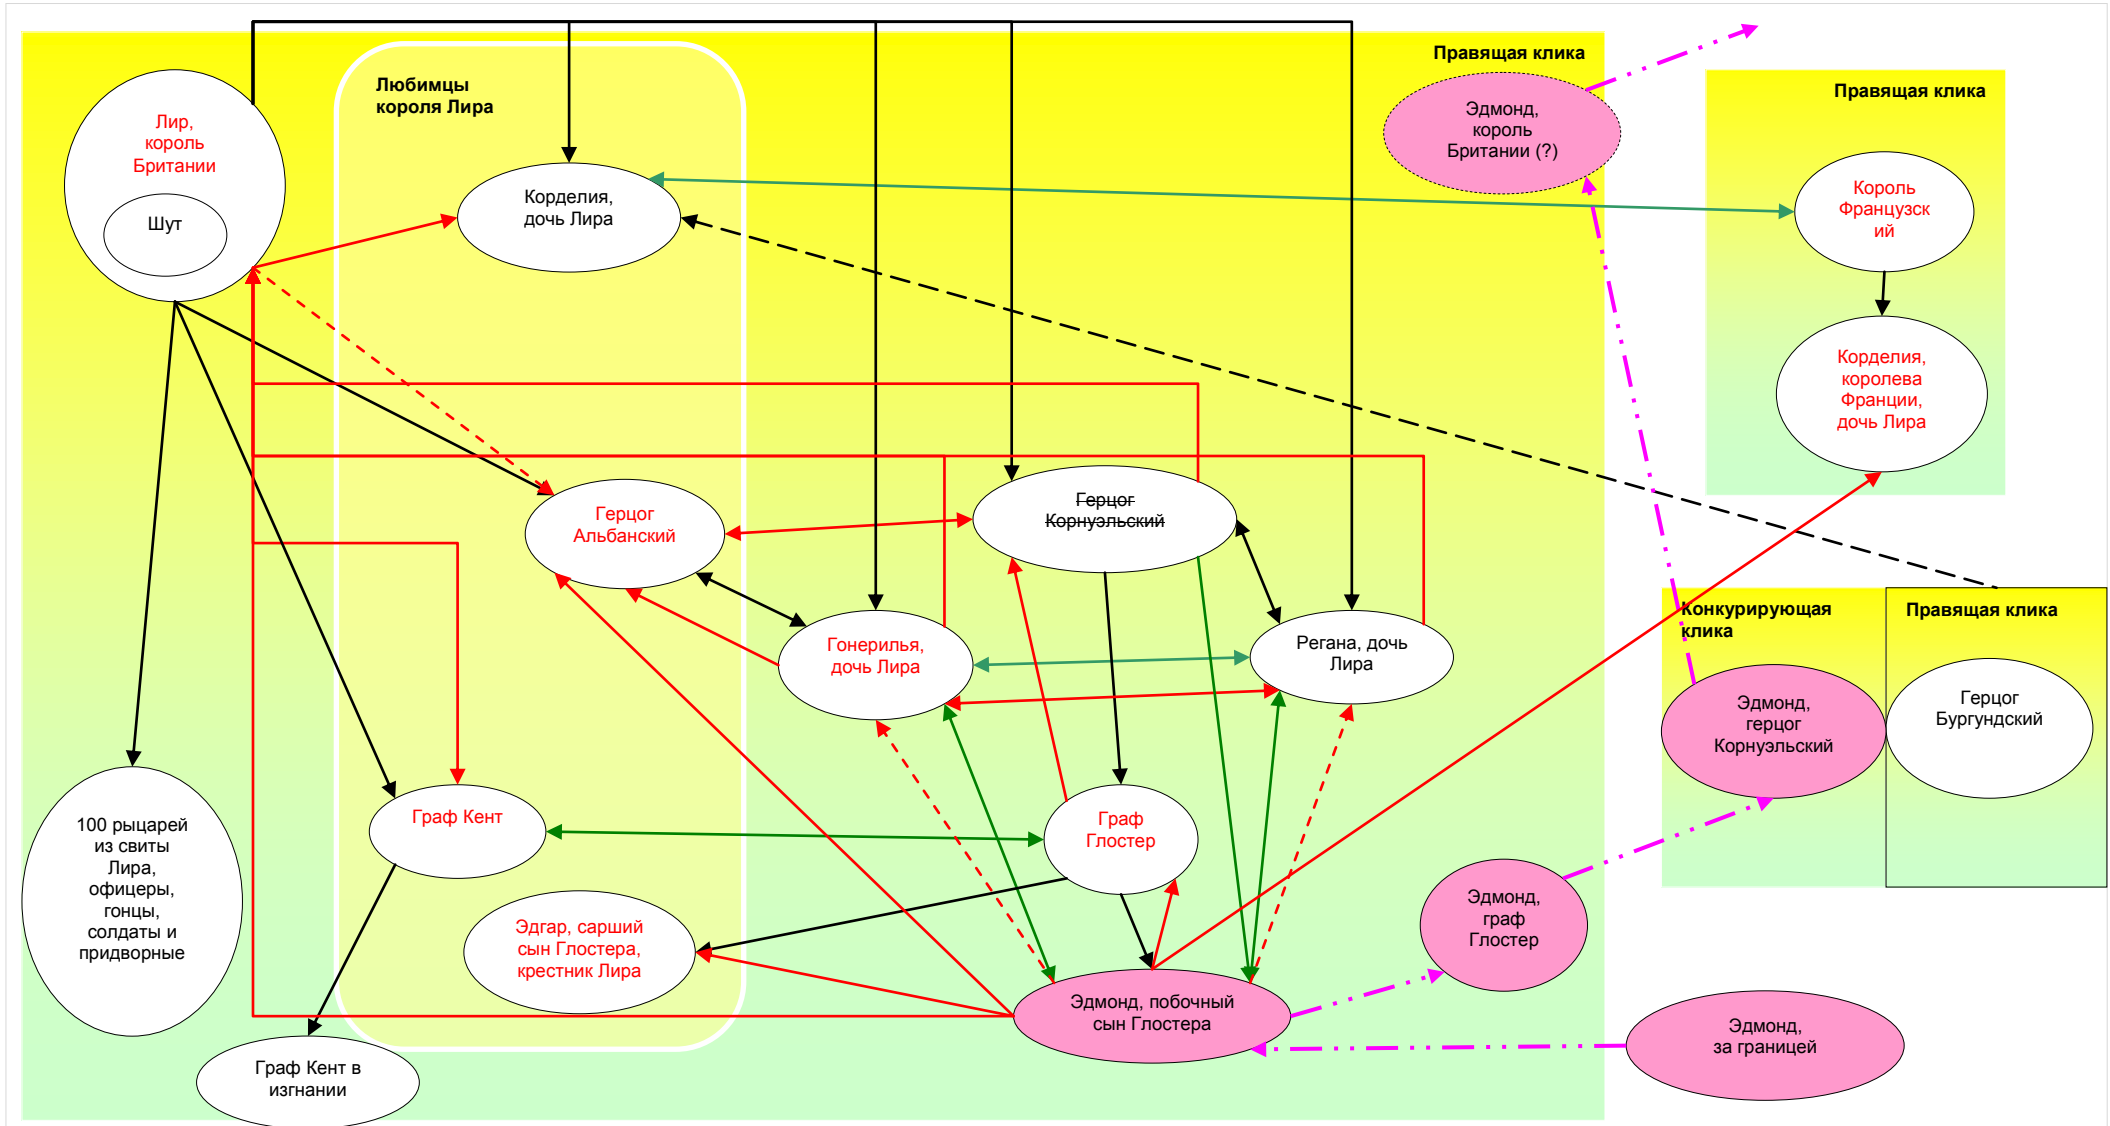 Правящая клика
Любимцы
короля Лира
Правящая клика
Лир,
король
Британии
Шут
Эдмонд,
король
Британии (?)
Корделия,
дочь Лира
Король
Французск
ий
Корделия,
королева
Франции,
дочь Лира
Герцог
Альбанский
Герцог
Корнуэльский
Гонерилья,
дочь Лира
Регана, дочь
Лира
Конкурирующая
клика
Правящая клика
Эдмонд,
герцог
Корнуэльский
Герцог
Бургундский
100 рыцарей
из свиты
Лира,
офицеры,
гонцы,
солдаты и
придворные
Граф Кент
Граф
Глостер
Эдгар, сарший
сын Глостера,
крестник Лира
Эдмонд,
граф
Глостер
Эдмонд, побочный
сын Глостера
Эдмонд,
за границей
Граф Кент в
изгнании